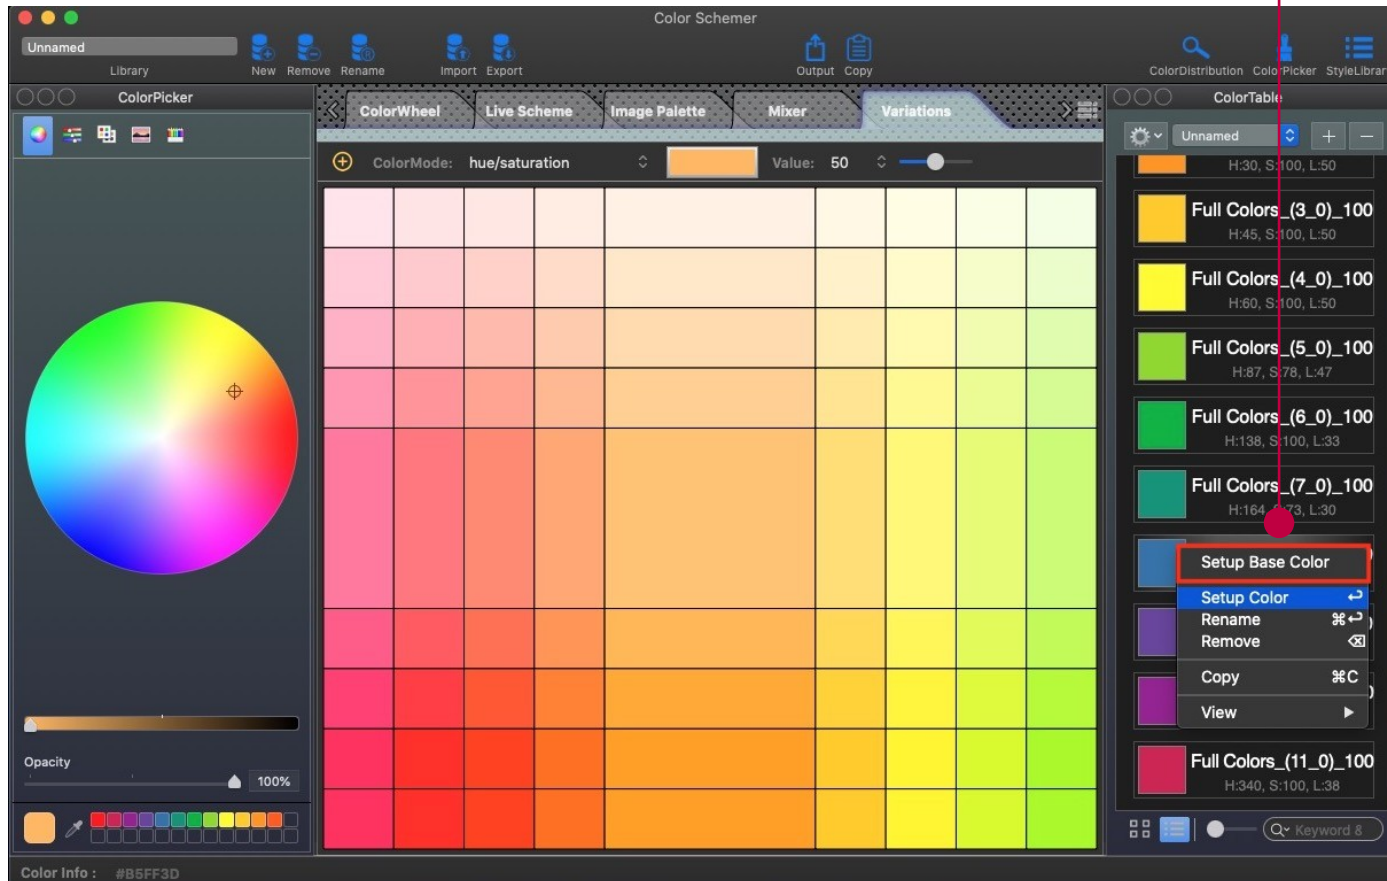 Color Schemer
Unnamed
Library
New Remove Rename Import Export
Output Copy
ColorDistribution ColorPicker StyleLibrar
ColorPicker
ColorWheel Live Scheme Image Palette Mixer Variations
ColorTable
Unnamed
ColorMode: hue/saturation Value: 50
H:30, S:100, L:50
Full Colors_(3_0)_100
H:45, S:100, L:50
Full Colors_(4_0)_100
H:60, S:100, L:50
Full Colors_(5_0)_100
H:87, S:78, L:47
Full Colors_(6_0)_100
H:138, S:100, L:33
Full Colors_(7_0)_100
H:164, S:73, L:30
Setup Base Color
Setup Color
Rename ⌘
Remove
Copy ⌘C
View
Full Colors_(11_0)_100
H:340, S:100, L:38
Opacity
100%
Keyword &
Color Info : #B5FF3D